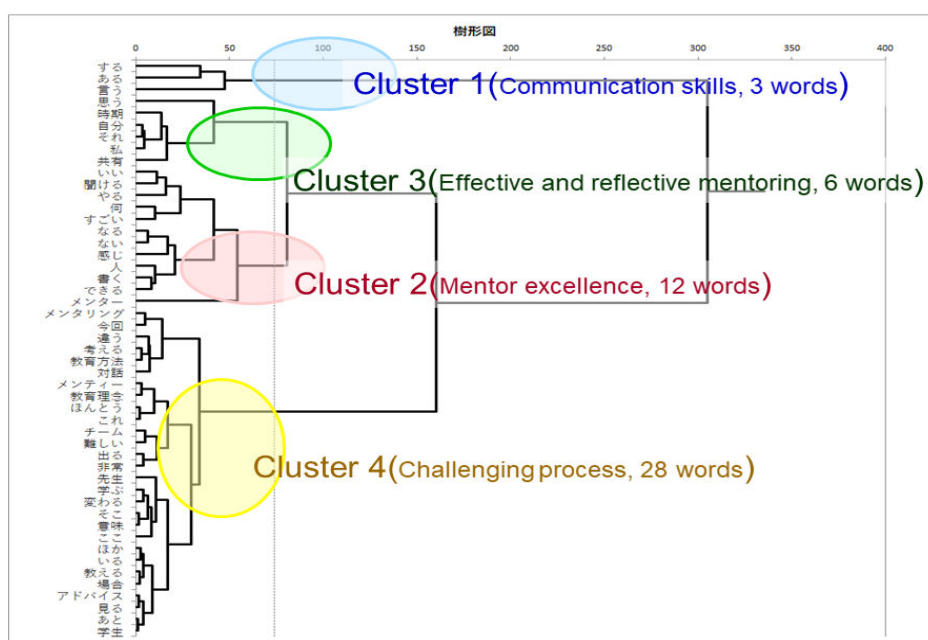 樹形図
0 50 100 150 200 250 300 350 400
する
ある
言う
思う
時期
自分
それ
私
共有
いい
聞ける
やる
何
すごい
なる
ない
感じ
人
書く
できる
メンター
メンタリング
今回
違う
考える
教育方法
対話
メンティー
教育理念
ほんとう
これ
チーム
難しい
出る
非常
先生
学ぶ
変わる
そこ
意味
ここ
ほか
いる
教える
場合
アドバイス
見る
あと
学生
Cluster 1(Communication skills, 3 words)
Cluster 3(Effective and reflective mentoring, 6 words)
Cluster 2(Mentor excellence, 12 words)
Cluster 4(Challenging process, 28 words)